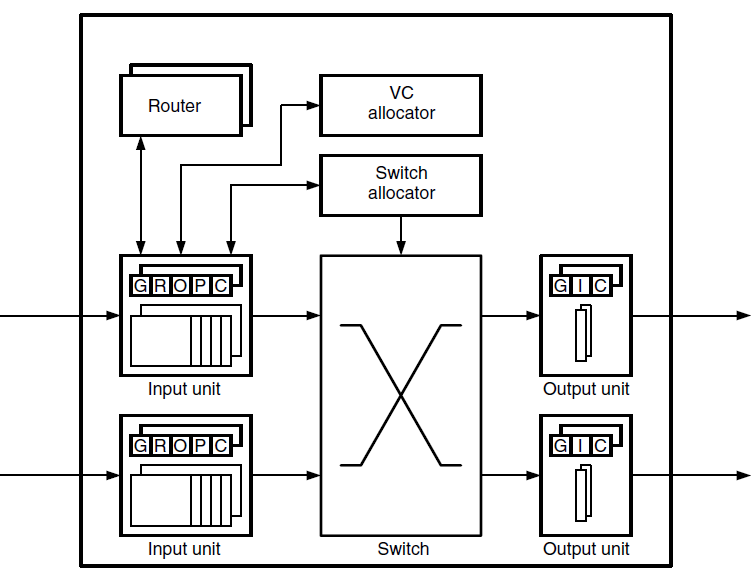 Router
VC
allocator
Switch
allocator
G R O P C
G I C
Input unit
Output unit
G R O P C
G I C
Input unit
Switch
Output unit